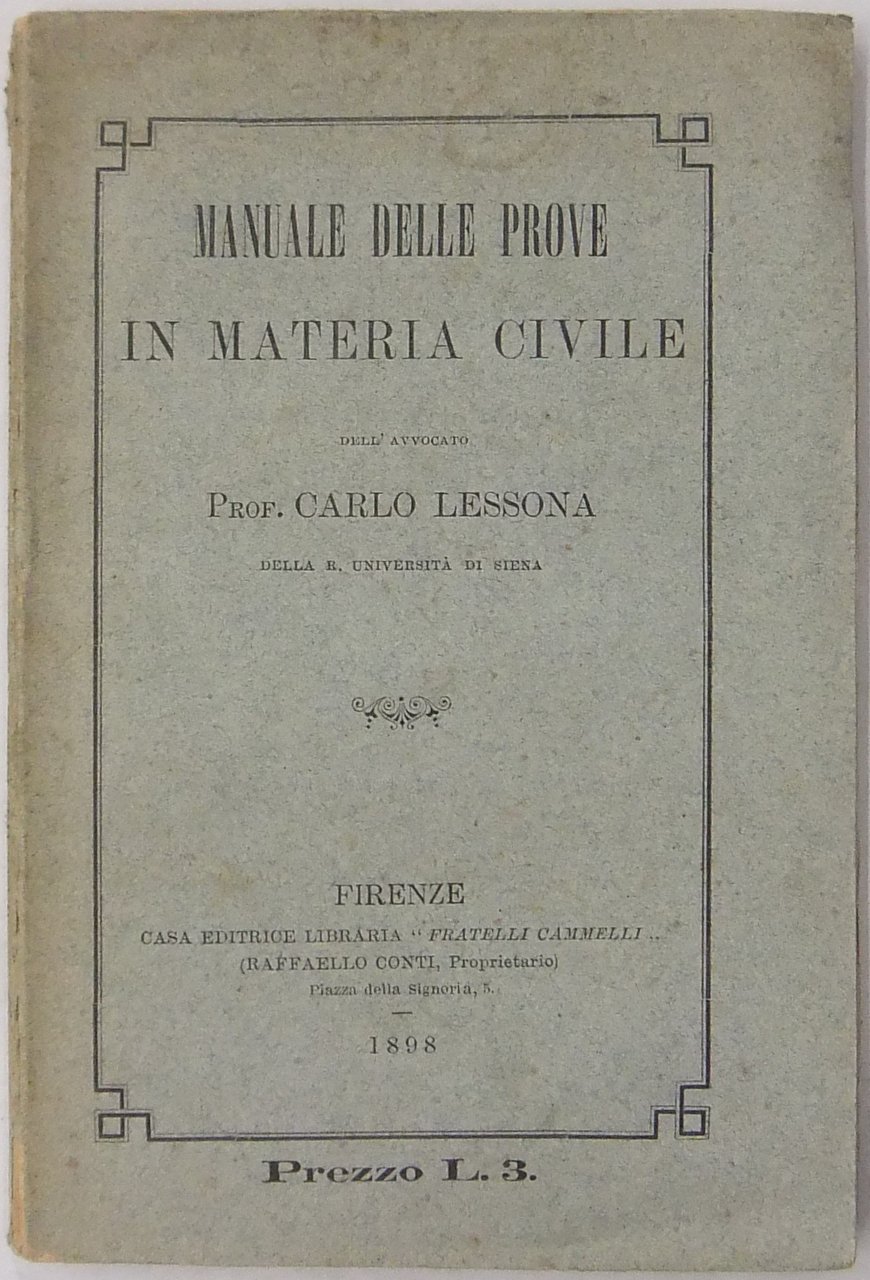 MANUALE DELLE PROVE
IN MATERIA CIVILE
DELL' AVVOCATO
PROF. CARLO LESSONA
DELLA R. UNIVERSITÀ DI SIENA
FIRENZE
CASA EDITRICE LIBRARIA “ FRATELLI CAMMELLI „
(RAFFAELLO CONTI, Proprietario)
Piazza della Signoria, 5.
1898
Prezzo L. 3.